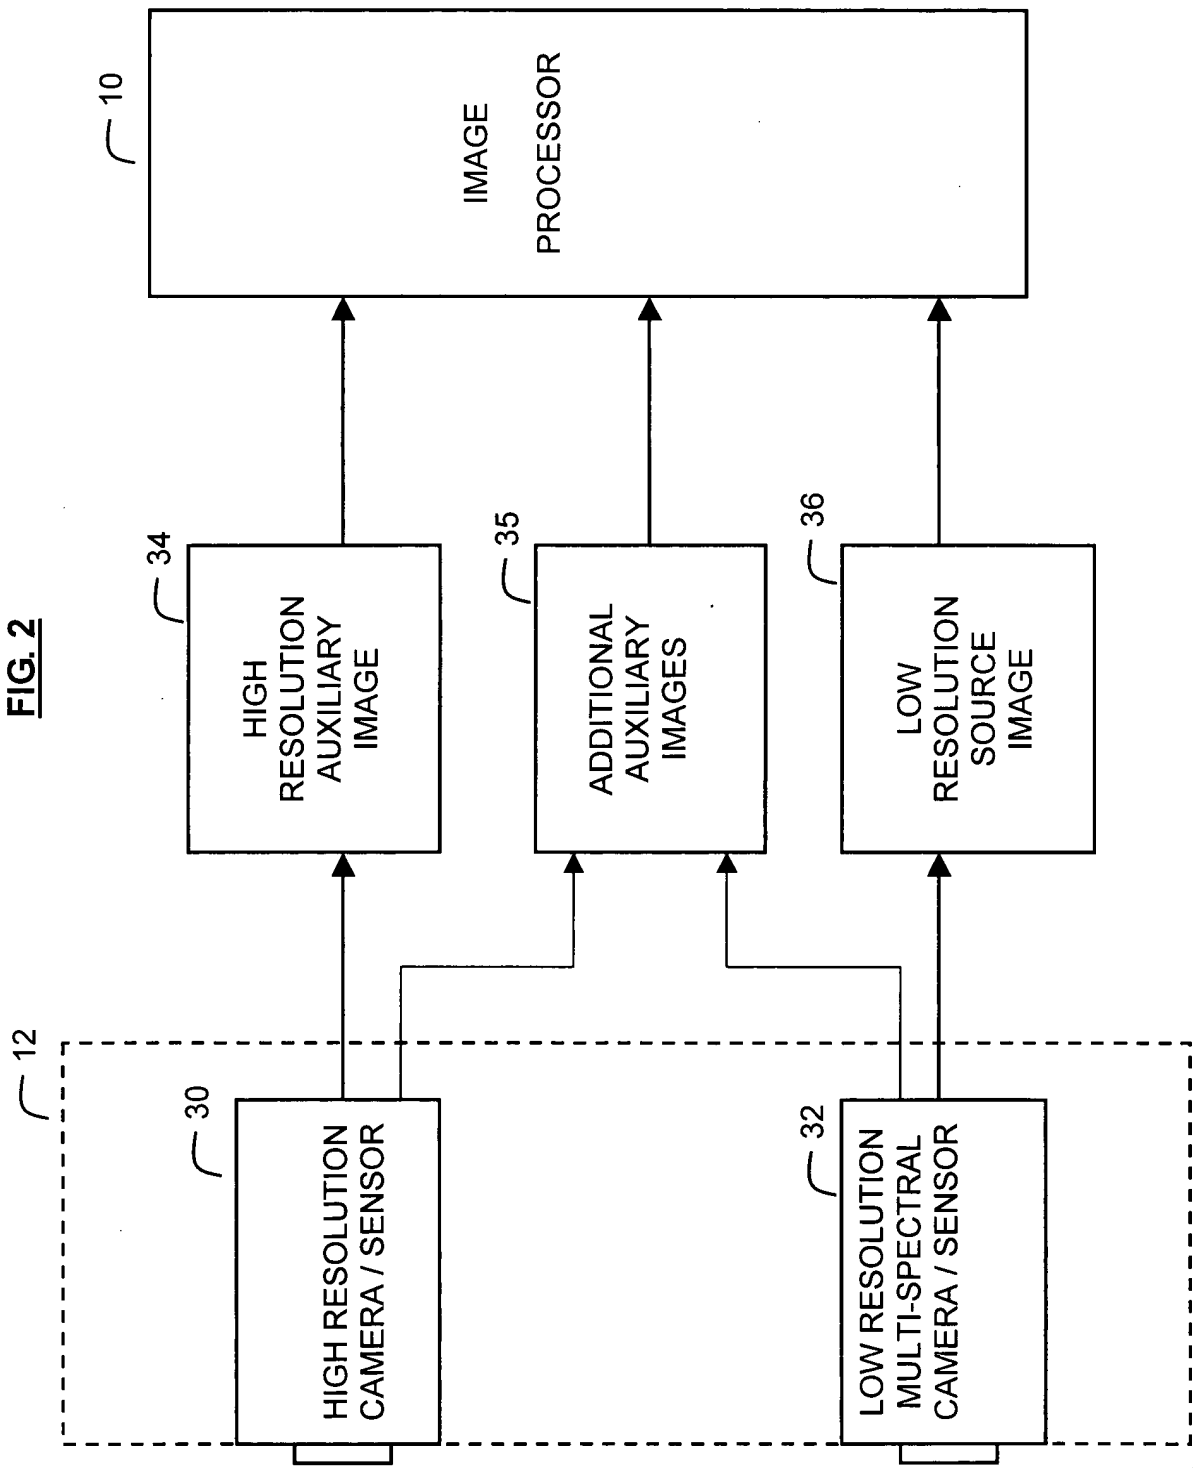 FIG. 2
12
30
HIGH RESOLUTION
CAMERA / SENSOR
32
LOW RESOLUTION
MULTI-SPECTRAL
CAMERA / SENSOR
34
HIGH
RESOLUTION
AUXILIARY
IMAGE
35
ADDITIONAL
AUXILIARY
IMAGES
36
LOW
RESOLUTION
SOURCE
IMAGE
10
IMAGE
PROCESSOR